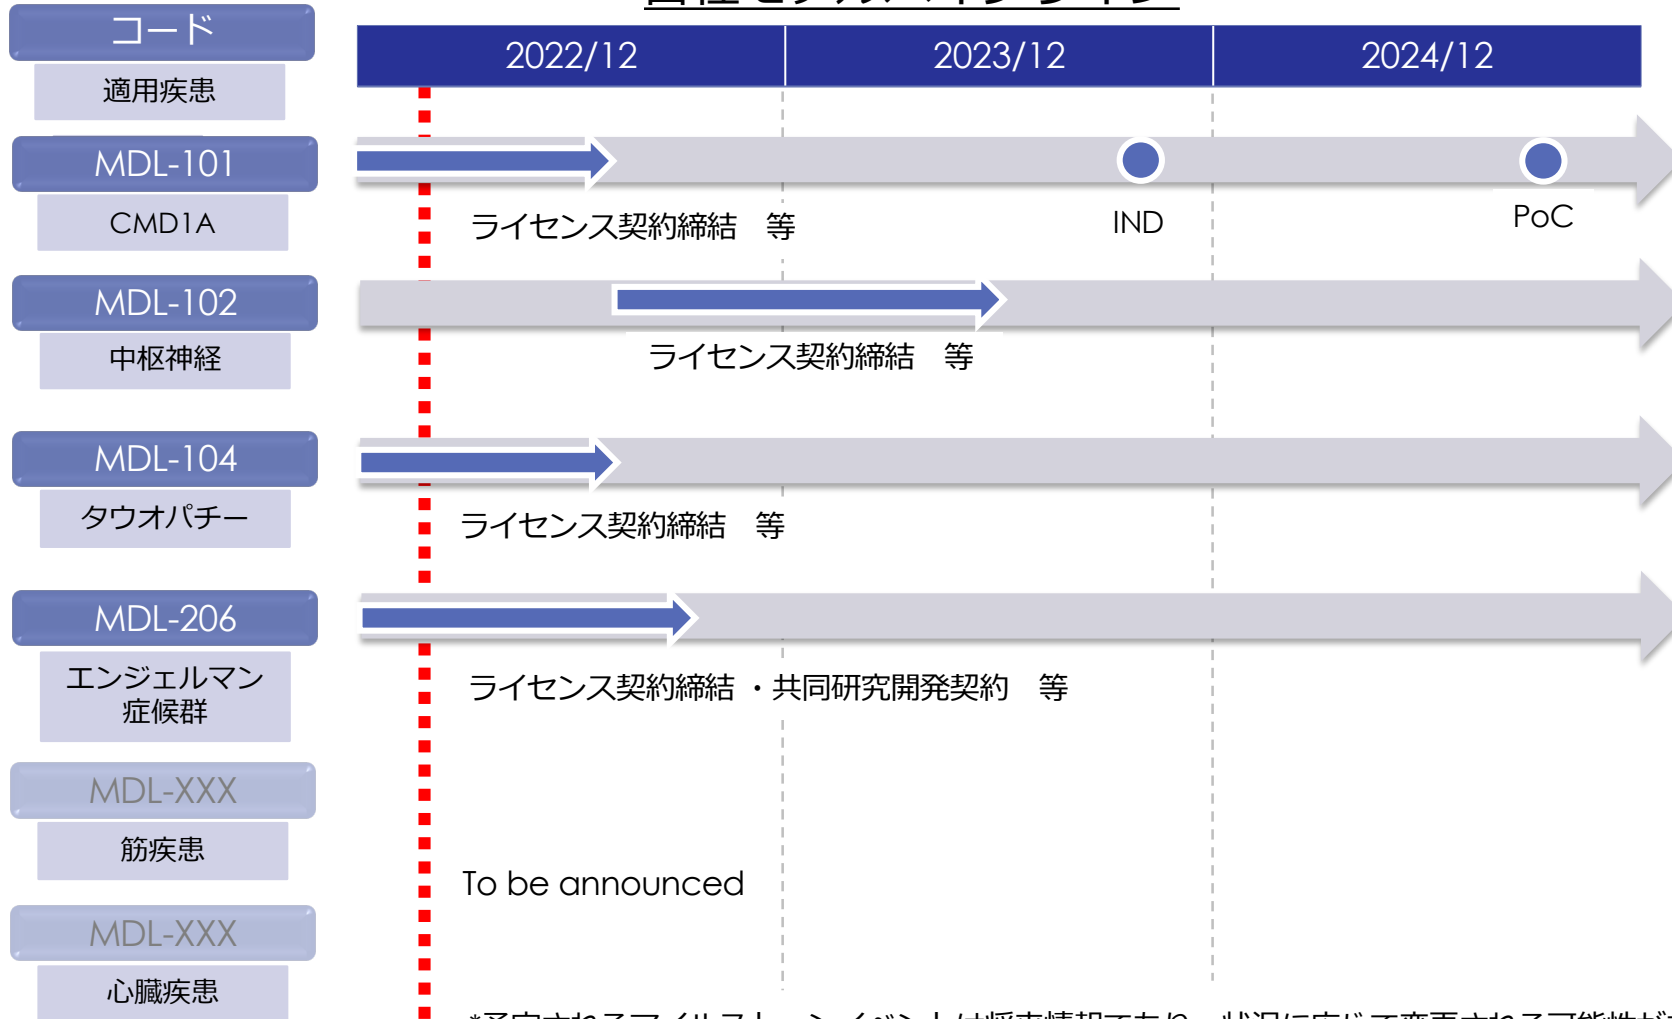 コード
適用疾患
2022/12 2023/12 2024/12
MDL-101
CMD1A
ライセンス契約締結 等 IND PoC
MDL-102
中枢神経
ライセンス契約締結 等
MDL-104
タウオパチー
ライセンス契約締結 等
MDL-206
エンジェルマン
症候群
ライセンス契約締結・共同研究開発契約 等
MDL-XXX
筋疾患
To be announced
MDL-XXX
心臓疾患